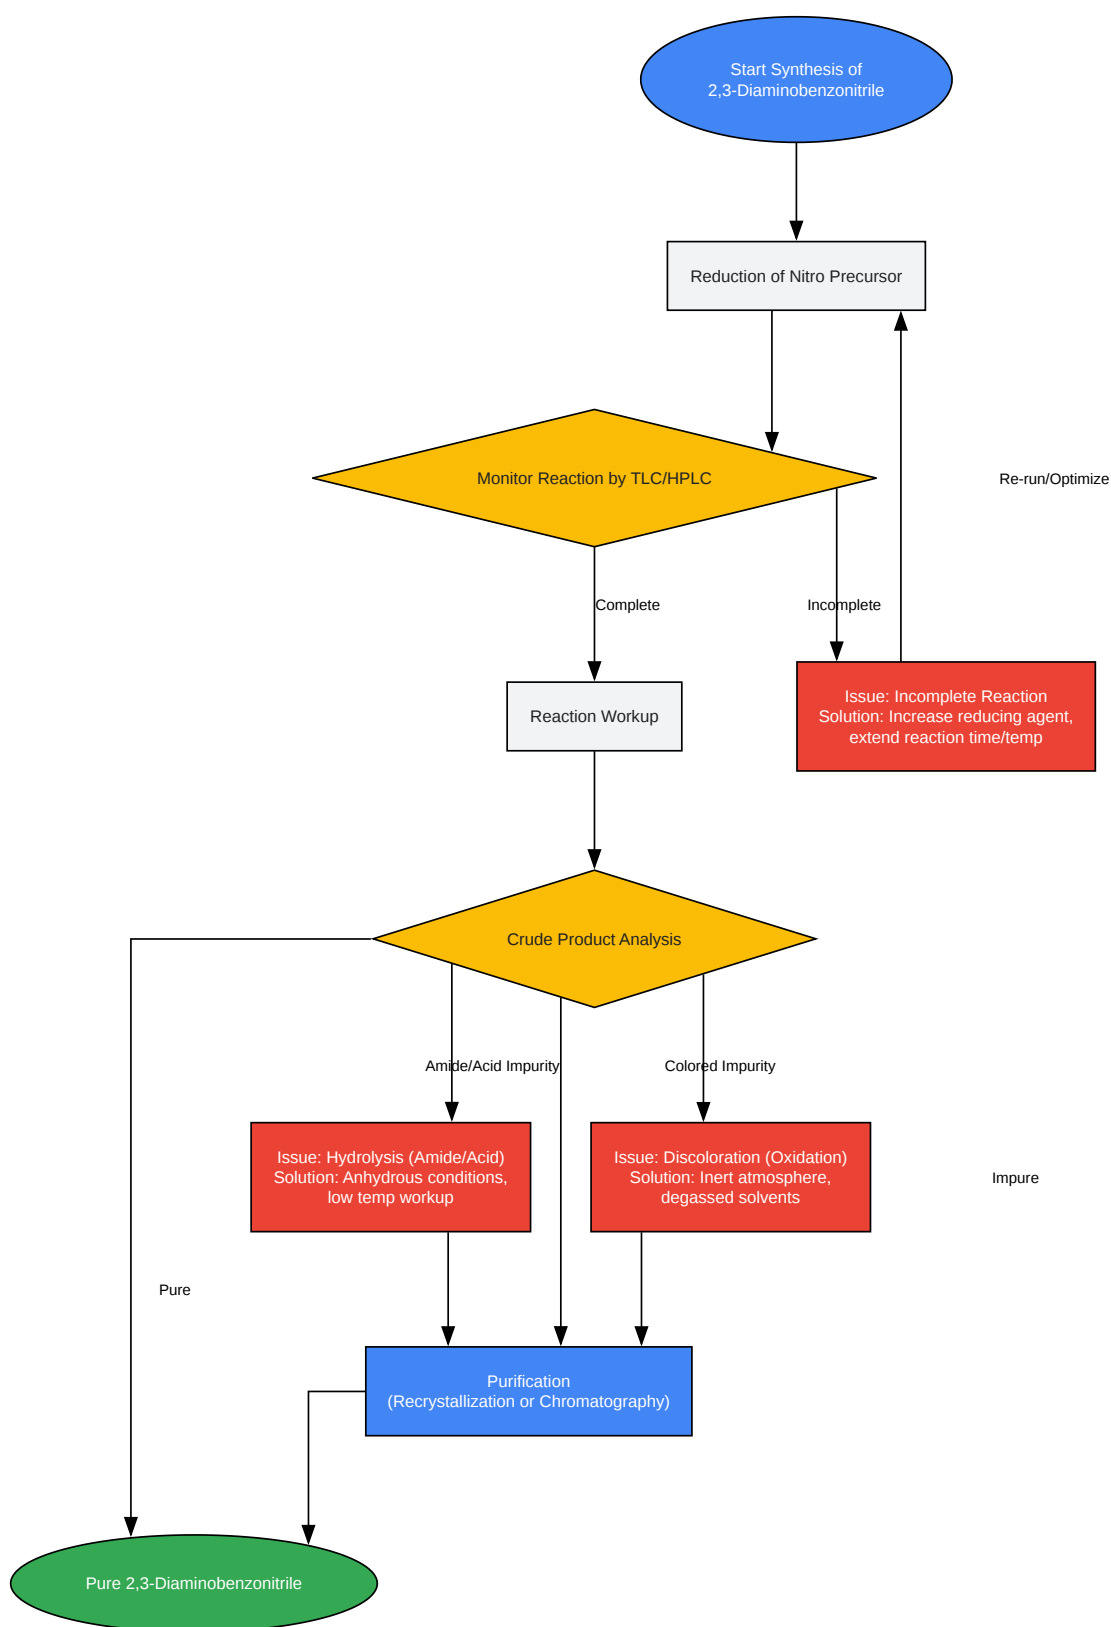 Start Synthesis of
2,3-Diaminobenzonitrile
Reduction of Nitro Precursor
Monitor Reaction by TLC/HPLC
Re-run/Optimize
Complete
Incomplete
Issue: Incomplete Reaction
Solution: Increase reducing agent,
extend reaction time/temp
Reaction Workup
Crude Product Analysis
Amide/Acid Impurity
Colored Impurity
Issue: Hydrolysis (Amide/Acid)
Solution: Anhydrous conditions,
low temp workup
Issue: Discoloration (Oxidation)
Solution: Inert atmosphere,
degassed solvents
Impure
Pure
Purification
(Recrystallization or Chromatography)
Pure 2,3-Diaminobenzonitrile